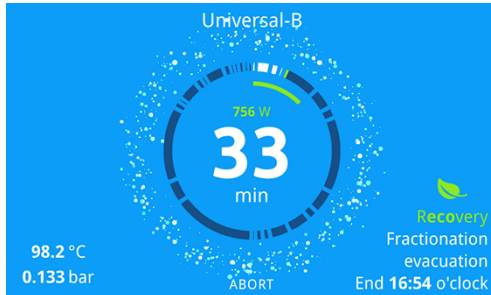 Universal-B
756 W
33
min
98.2 °C
0.133 bar
ABORT
Recovery
Fractionation
evacuation
End 16:54 o'clock